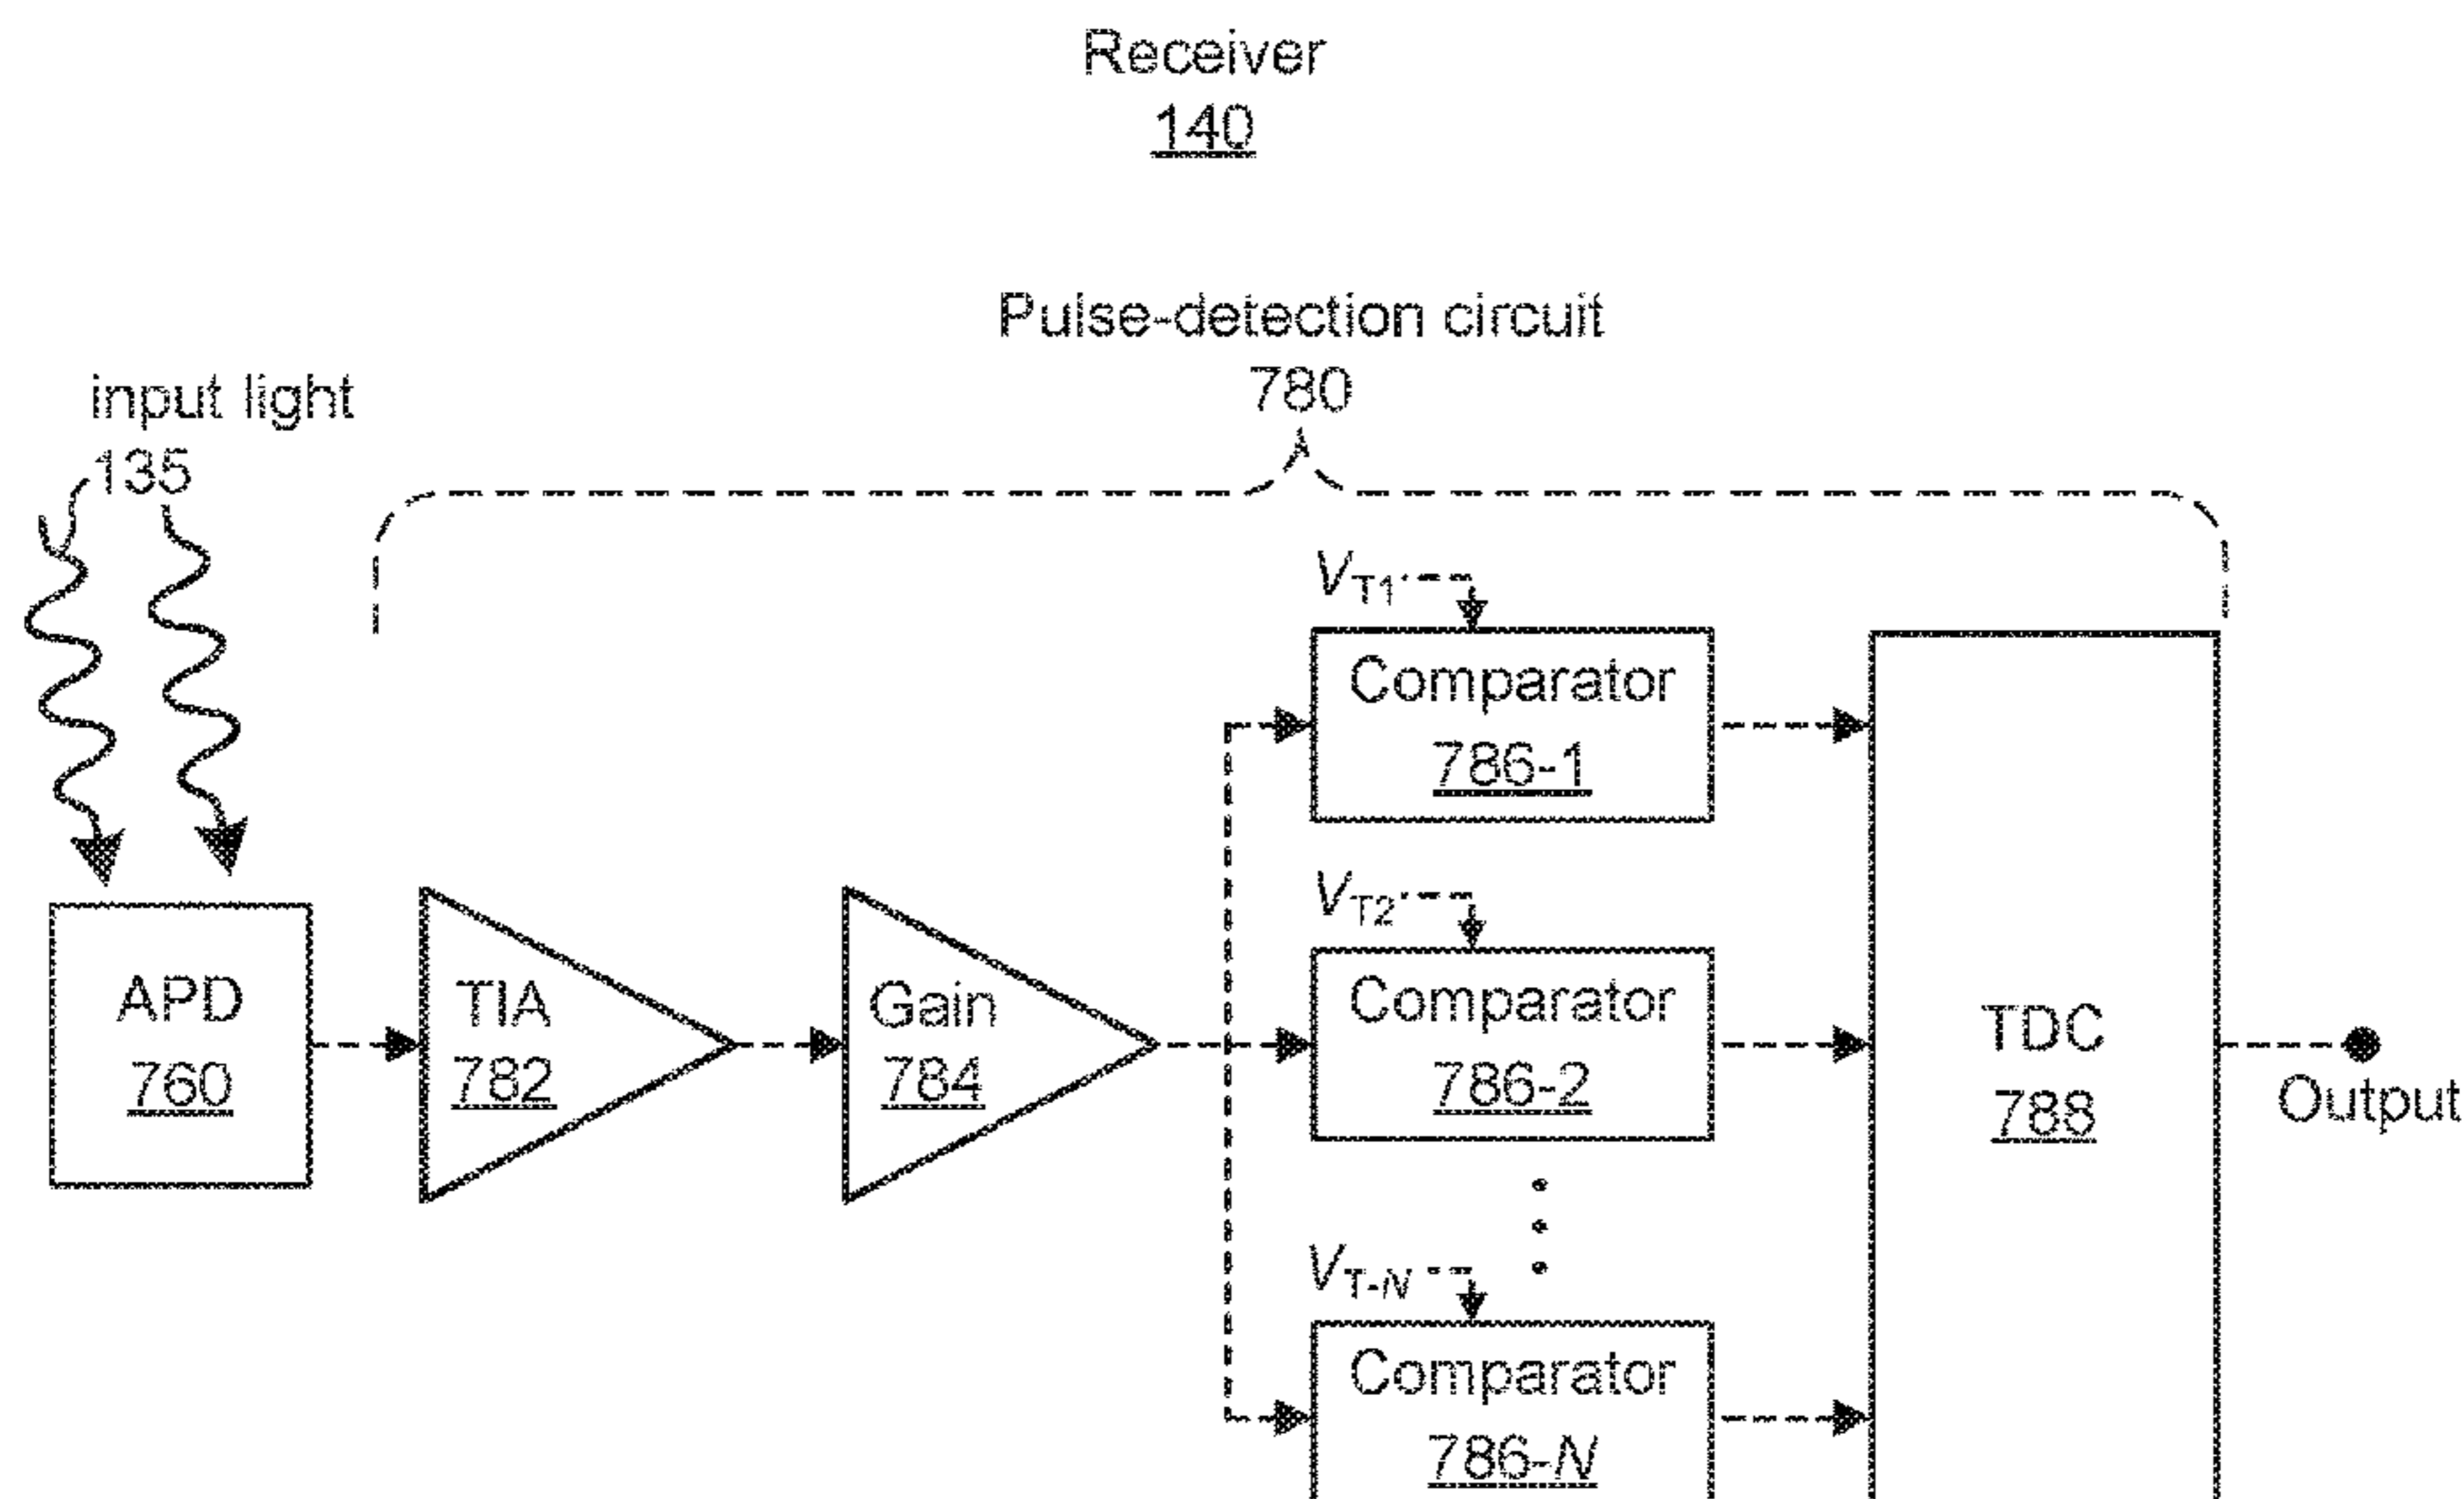 Receiver
140
Pulse-detection circuit
780
input light
135
VT1
Comparator
786-1
VT2
Comparator
786-2
VT-N
Comparator
786-N
APD
760
TIA
782
Gain
784
TDC
788
Output